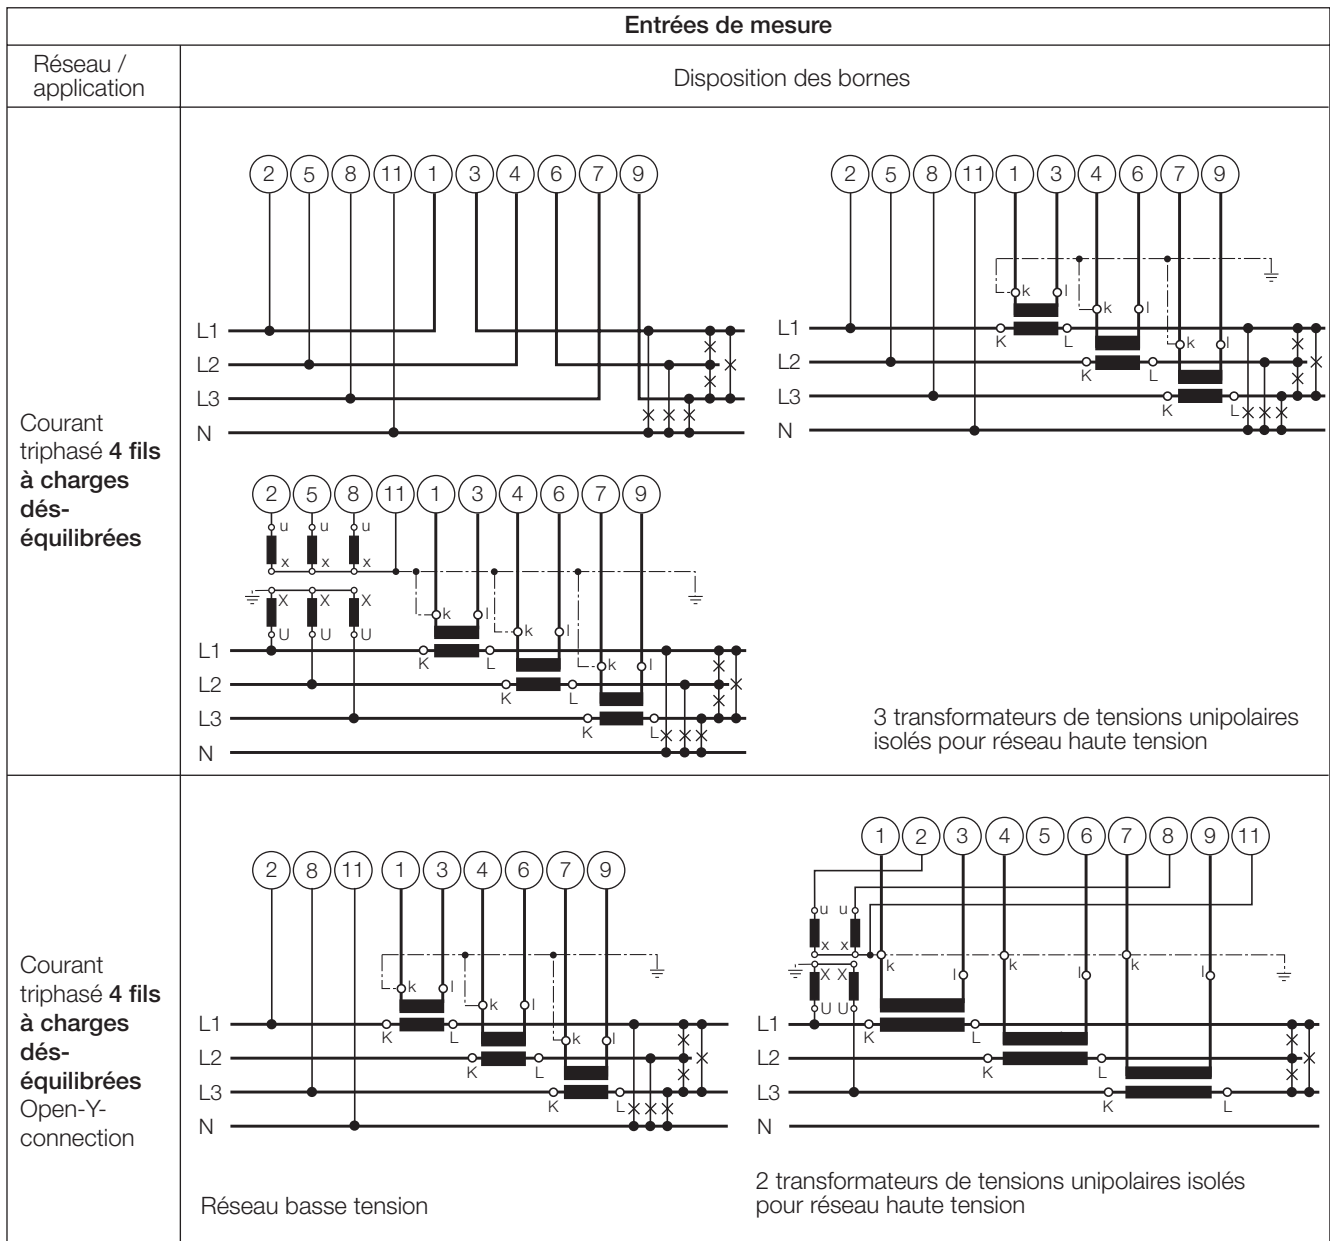 Entrées de mesure
Réseau /
application
Disposition des bornes
Courant
triphasé 4 fils
à charges
dés-
équilibrées
2 5 8 11 1 3 4 6 7 9
L1
L2
L3
N
2 5 8 11 1 3 4 6 7 9
k l
k l
k l
L1 K L
L2 K L
L3 K L
N
2 5 8 11 1 3 4 6 7 9
u u u
x x x
X X X
U U U
k l
k l
k l
L1 K L
L2 K L
L3 K L
N
3 transformateurs de tensions unipolaires
isolés pour réseau haute tension
Courant
triphasé 4 fils
à charges
dés-
équilibrées
Open-Y-
connection
2 8 11 1 3 4 6 7 9
k l
k l
k l
L1 K L
L2 K L
L3 K L
N
Réseau basse tension
1 2 3 4 5 6 7 8 9 11
u u
x x
X X
U U
k l k l k l
L1 K L
L2 K L
L3 K L
N
2 transformateurs de tensions unipolaires isolés
pour réseau haute tension